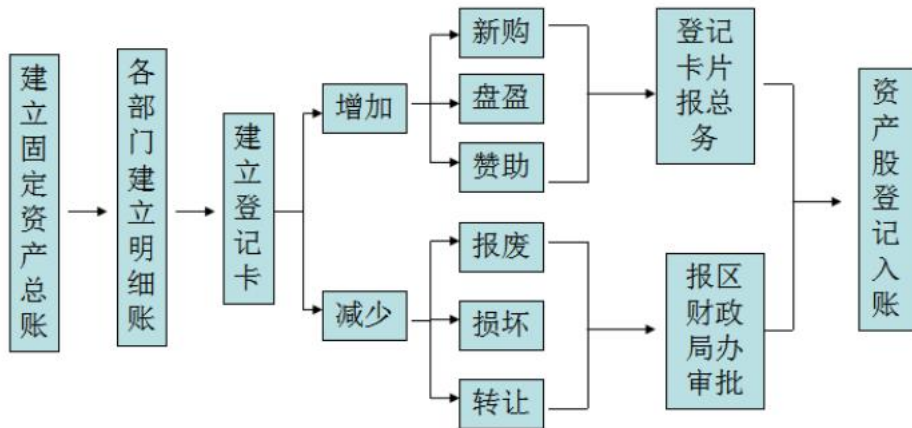 建立固定资产总账
各部门建立明细账
建立登记卡
增加
减少
新购
盘盈
赞助
报废
损坏
转让
登记
卡片
报总
务
报区
财政
局办
审批
资产股登记入账